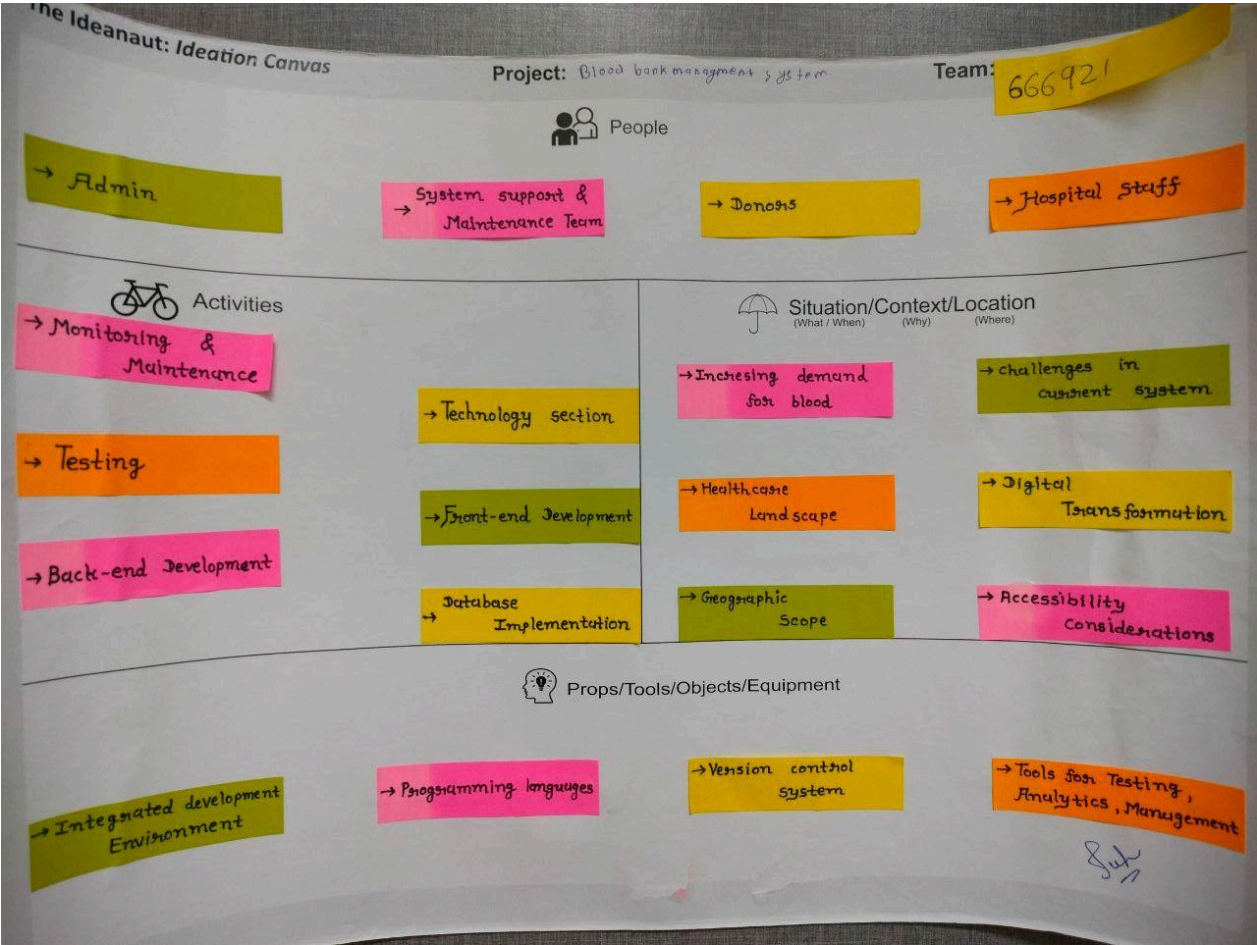 The Ideanaut: Ideation Canvas
Project: Blood bank managment system
Team: 666921
People
→ Admin
→ System support &
Maintenance Team
→ Donors
→ Hospital Staff
Activities
→ Monitoring &
Maintenance
→ Testing
→ Back-end Development
→ Technology section
→ Front-end Development
→ Database
Implementation
Situation/Context/Location
(What / When) (Why) (Where)
→ Incresing demand
for blood
→ challenges in
current system
→ Healthcare
Landscape
→ Digital
Transformation
→ Geographic
Scope
→ Accessibility
Considerations
Props/Tools/Objects/Equipment
→ Integrated development
Environment
→ Programming languages
→ Version control
system
→ Tools for Testing,
Analytics, Management